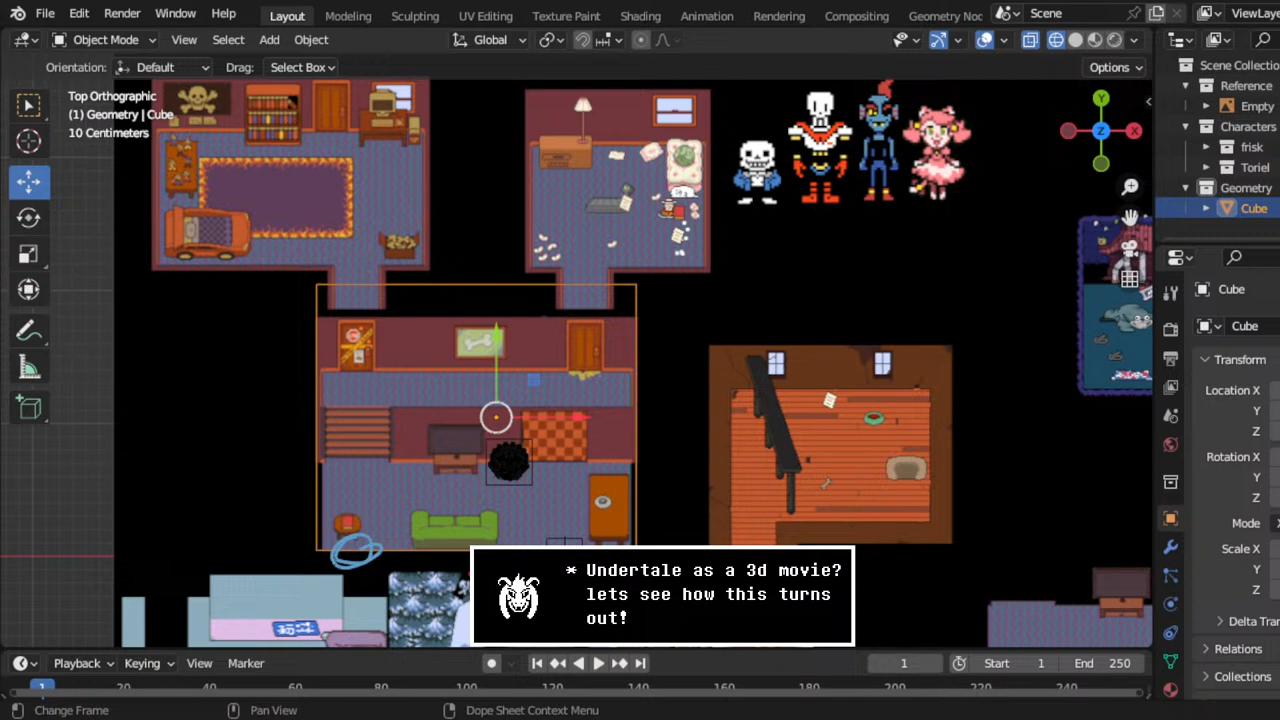 File Edit Render Window Help Layout Modeling Sculpting UV Editing Texture Paint Shading Animation Rendering Compositing Geometry Noc Scene ViewLaye
Object Mode View Select Add Object Global
Orientation: Default Drag: Select Box Options
Top Orthographic
(1) Geometry | Cube
10 Centimeters
Y
Z
X
Scene Collectio
Reference
Empty
Characters
frisk
Toriel
Geometry
Cube
Cube
Cube
Transform
Location X
Y
Z
Rotation X
Y
Z
Mode
Scale X
Y
Z
Delta Tra
Relations
Collections
* Undertale as a 3d movie?
lets see how this turns
out!
Playback Keying View Marker 1 Start 1 End 250
1 20 40 60 80 100 120 140 160 180 200 220 240
Change Frame Pan View Dope Sheet Context Menu